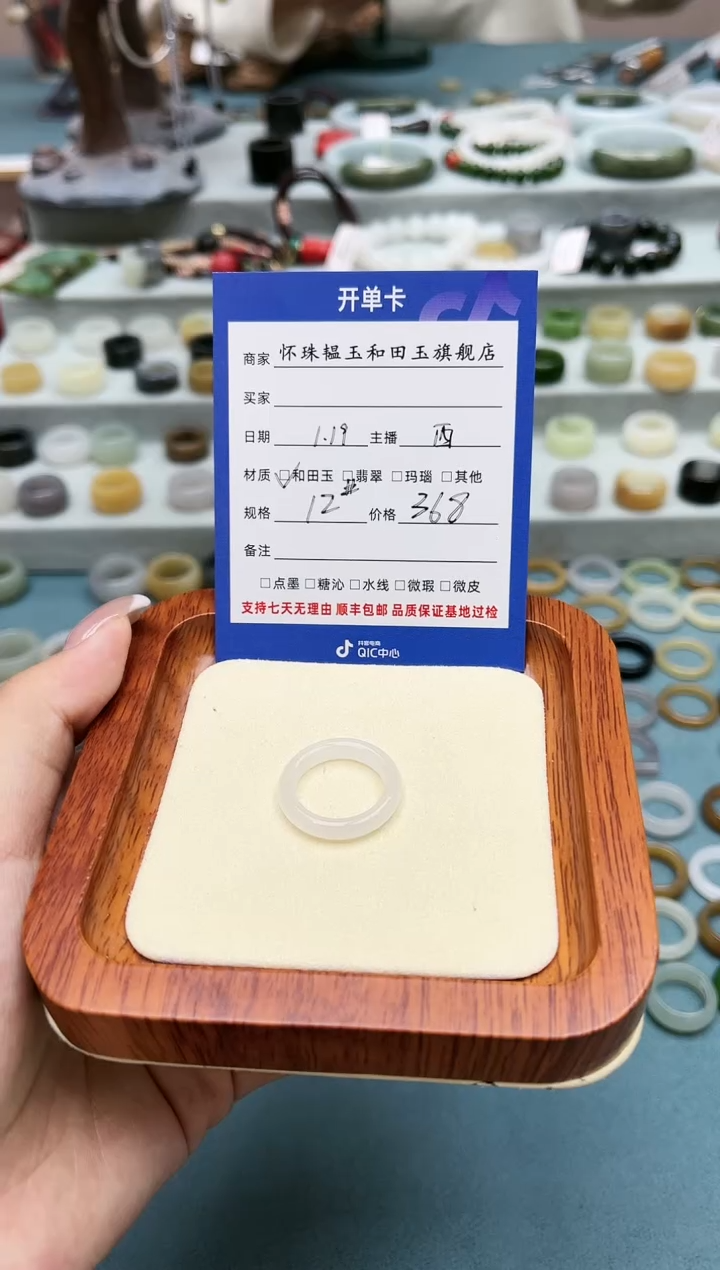 开单卡
商家 怀珠韫玉和田玉旗舰店
买家
日期 1.19 主播 西
材质 ☑和田玉 □翡翠 □玛瑙 □其他
规格 12# 价格 368
备注
□点墨 □糖沁 □水线 □微瑕 □微皮
支持七天无理由 顺丰包邮 品质保证基地过检
抖音电商
QIC中心